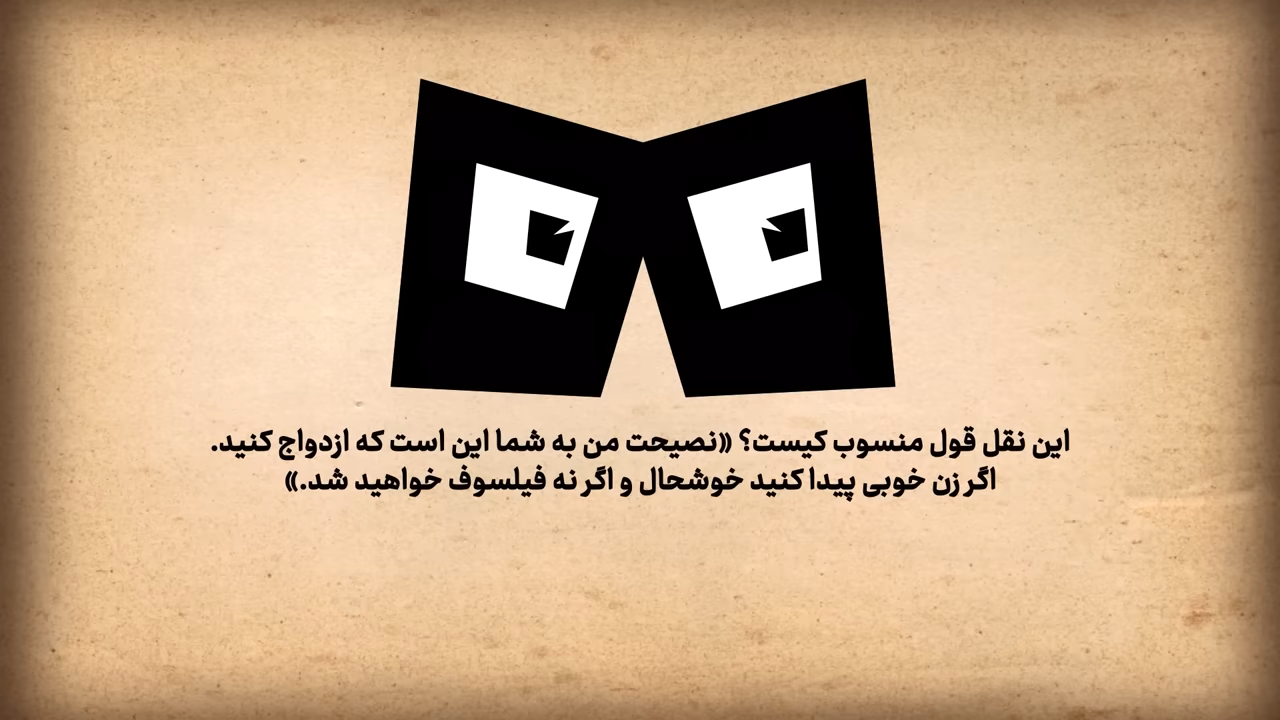 این نقل قول منسوب کیست؟ «نصیحت من به شما این است که ازدواج کنید.
اگر زن خوبی پیدا کنید خوشحال و اگر نه فیلسوف خواهید شد.»